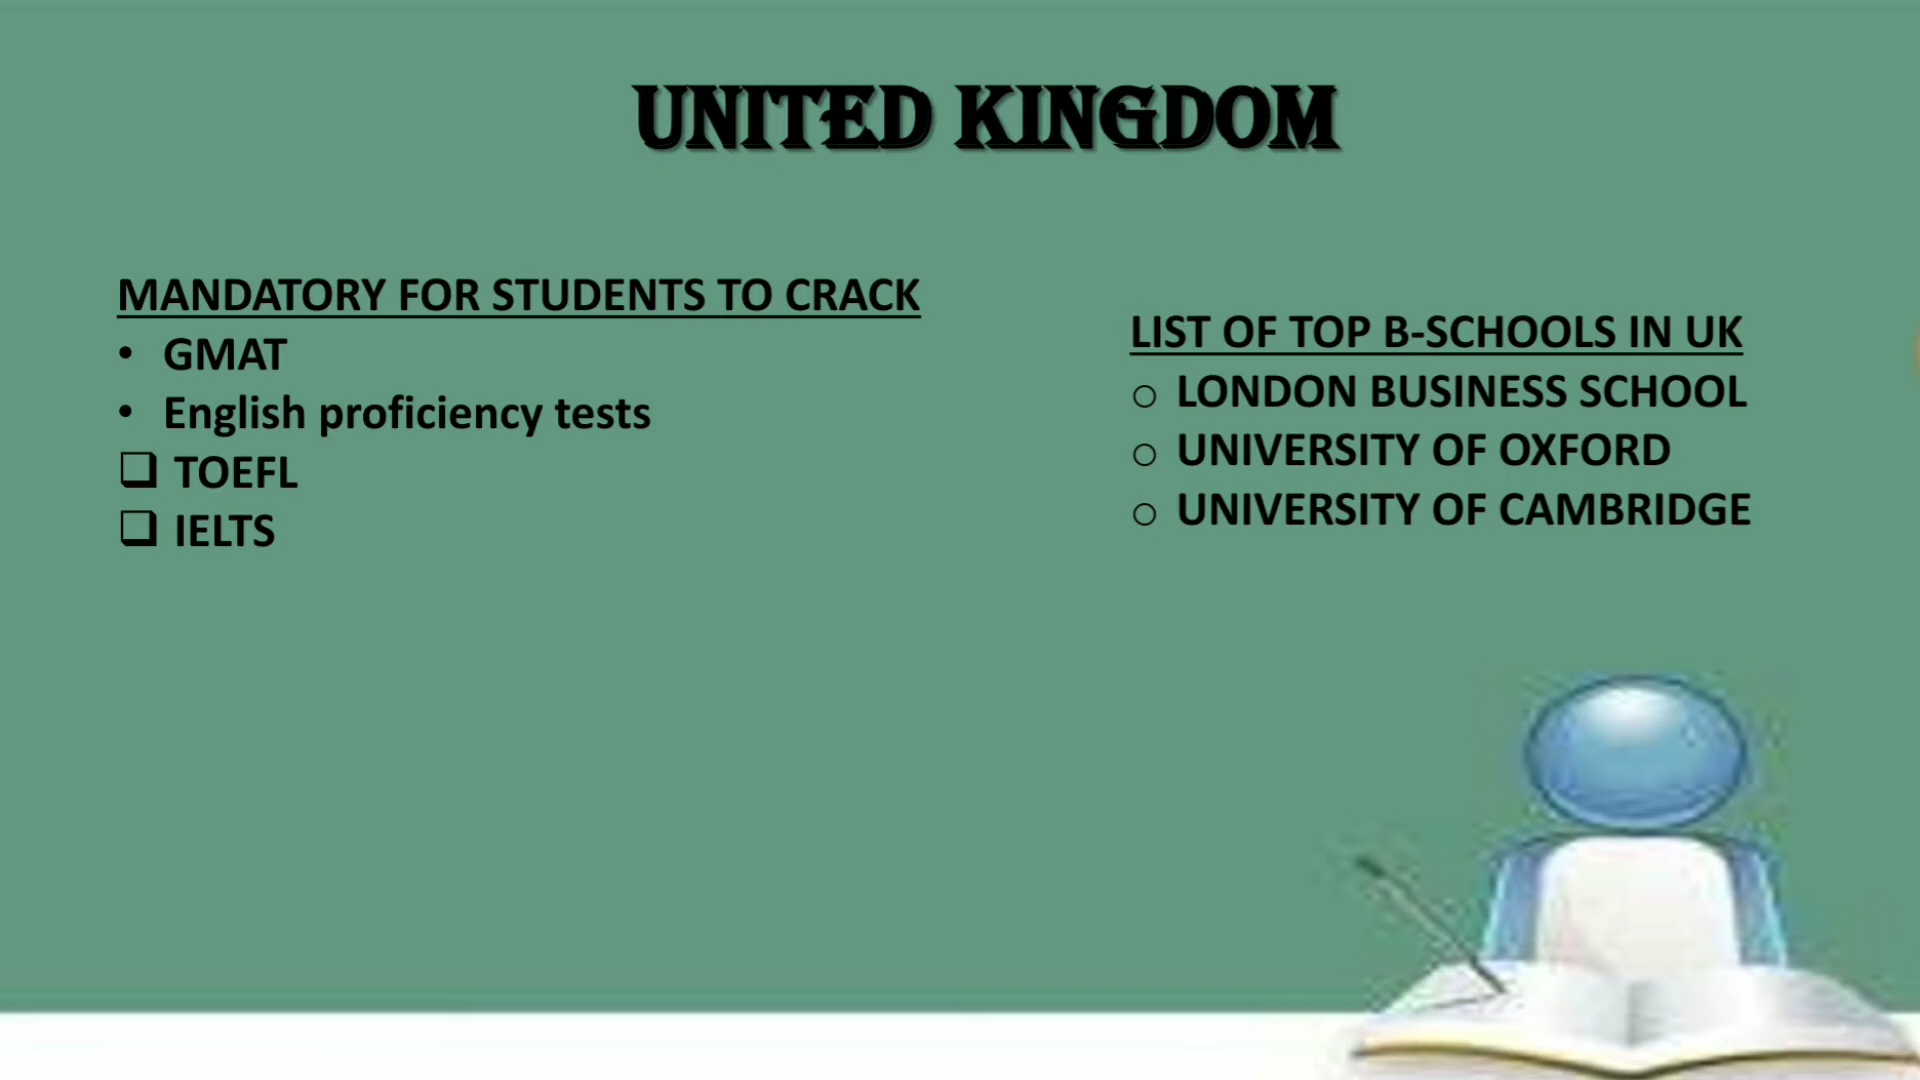 UNITED KINGDOM
MANDATORY FOR STUDENTS TO CRACK
• GMAT
• English proficiency tests
❑ TOEFL
❑ IELTS
LIST OF TOP B-SCHOOLS IN UK
○ LONDON BUSINESS SCHOOL
○ UNIVERSITY OF OXFORD
○ UNIVERSITY OF CAMBRIDGE